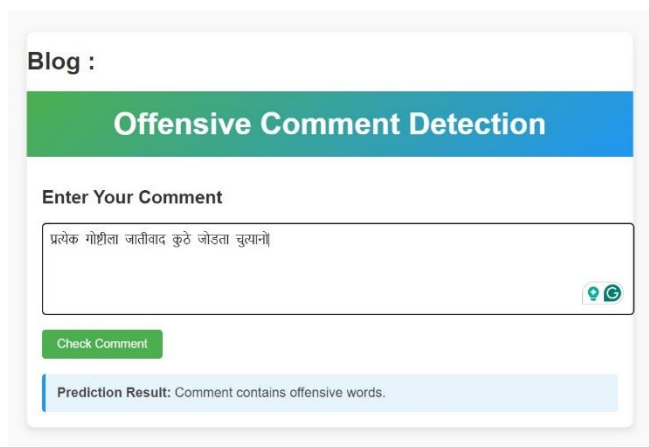 Blog :
Offensive Comment Detection
Enter Your Comment
प्रत्येक गोष्टीला जातीवाद कुठे जोडता चुत्यानो
Check Comment
Prediction Result: Comment contains offensive words.